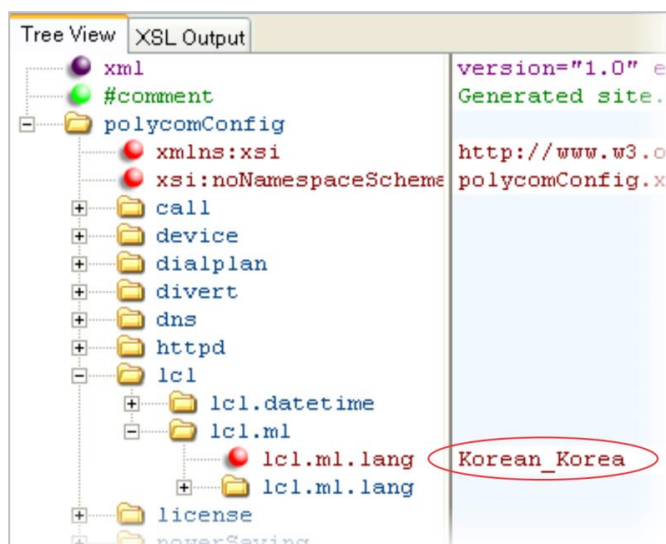 Tree View XSL Output
xml version="1.0" e
#comment Generated site.
polycomConfig
xmlns:xsi http://www.w3.o
xsi:noNamespaceSchema polycomConfig.x
call
device
dialplan
divert
dns
httpd
lcl
lcl.datetime
lcl.ml
lcl.ml.lang Korean_Korea
lcl.ml.lang
license
powerSaving